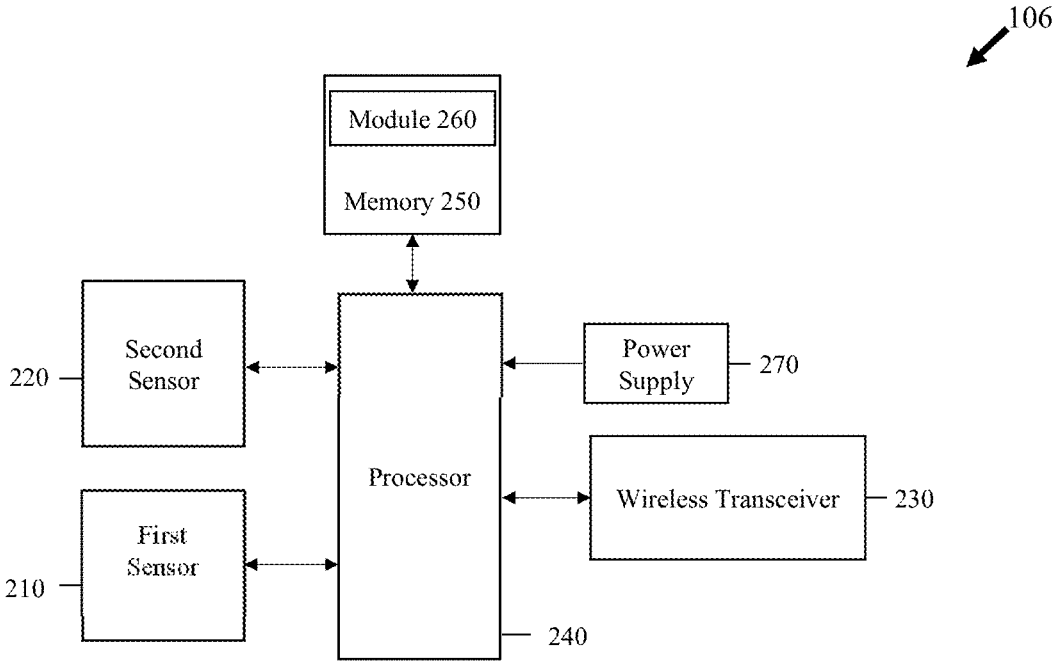 106
Module 260
Memory 250
Second
Sensor
220
Power
Supply
270
Processor
Wireless Transceiver
230
First
Sensor
210
240